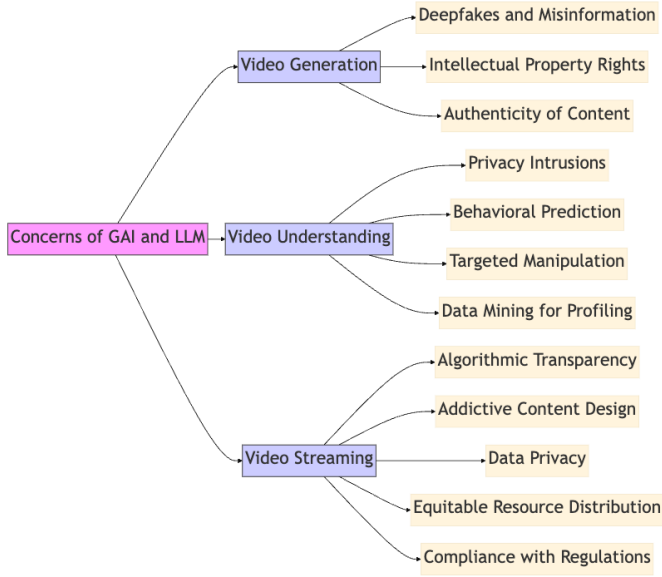 Concerns of GAI and LLM
Video Generation
Deepfakes and Misinformation
Intellectual Property Rights
Authenticity of Content
Video Understanding
Privacy Intrusions
Behavioral Prediction
Targeted Manipulation
Data Mining for Profiling
Video Streaming
Algorithmic Transparency
Addictive Content Design
Data Privacy
Equitable Resource Distribution
Compliance with Regulations